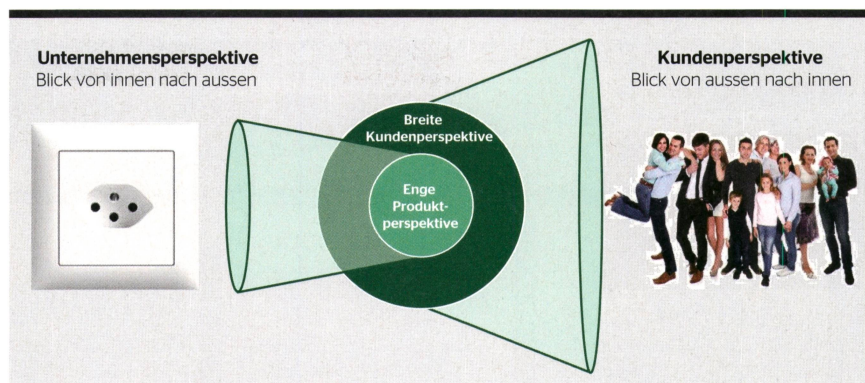 Unternehmensperspektive
Blick von innen nach aussen
Breite
Kundenperspektive
Enge
Produkt-
perspektive
Kundenperspektive
Blick von aussen nach innen